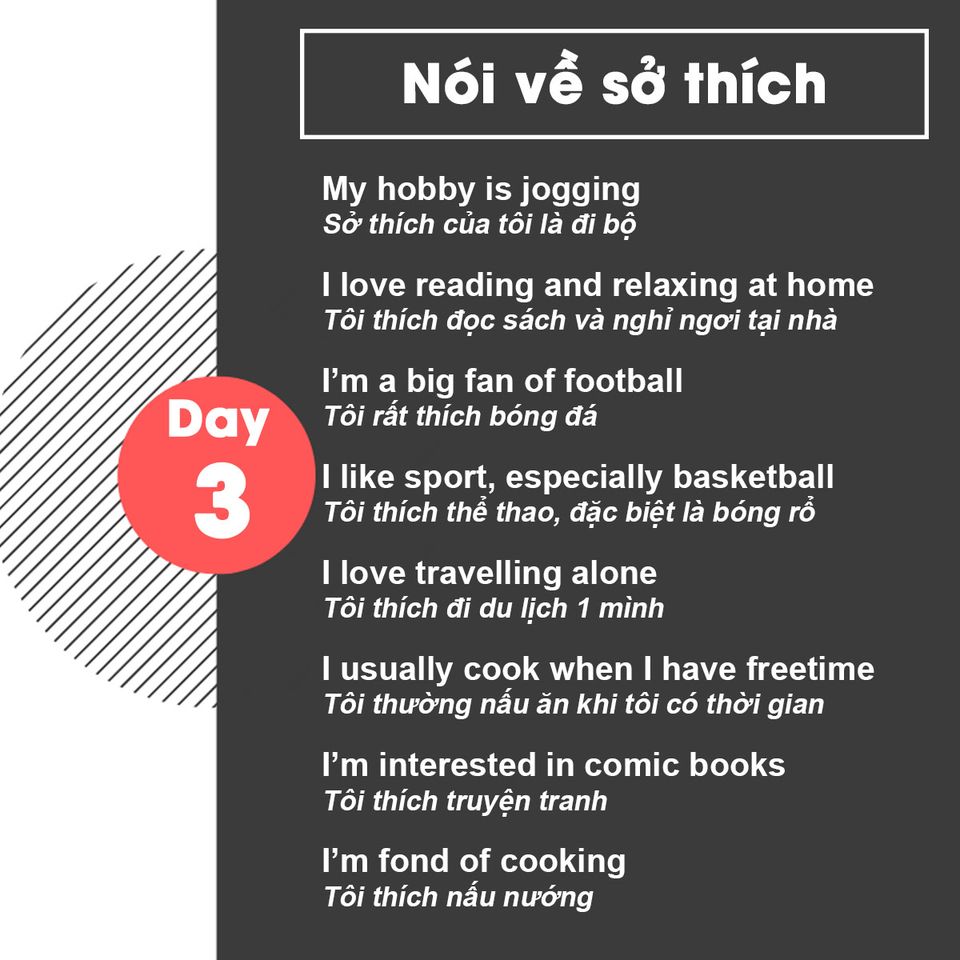 Nói về sở thích
My hobby is jogging
Sở thích của tôi là đi bộ
I love reading and relaxing at home
Tôi thích đọc sách và nghỉ ngơi tại nhà
I’m a big fan of football
Tôi rất thích bóng đá
Day
3
I like sport, especially basketball
Tôi thích thể thao, đặc biệt là bóng rổ
I love travelling alone
Tôi thích đi du lịch 1 mình
I usually cook when I have freetime
Tôi thường nấu ăn khi tôi có thời gian
I’m interested in comic books
Tôi thích truyện tranh
I’m fond of cooking
Tôi thích nấu nướng